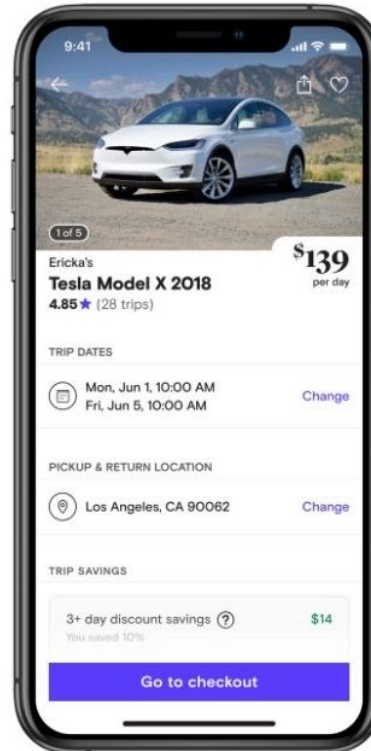 9:41
1 of 5
Ericka's
Tesla Model X 2018
4.85★ (28 trips)
$139
per day
TRIP DATES
Mon, Jun 1, 10:00 AM
Fri, Jun 5, 10:00 AM
Change
PICKUP & RETURN LOCATION
Los Angeles, CA 90062
Change
TRIP SAVINGS
3+ day discount savings ?
$14
You saved 10%
Go to checkout